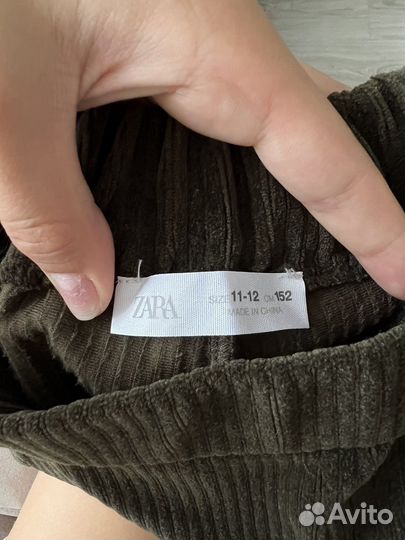 ZARA SIZE 11-12 CM 152
MADE IN CHINA
Avito